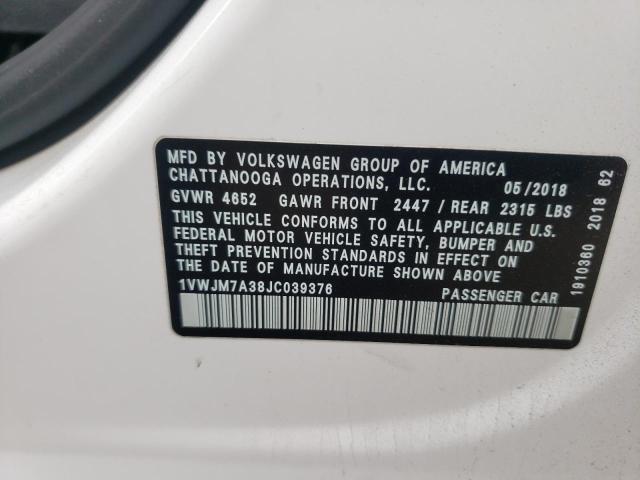 MFD BY VOLKSWAGEN GROUP OF AMERICA
CHATTANOOGA OPERATIONS, LLC. 05/2018
GVWR 4652 GAWR FRONT 2447 / REAR 2315 LBS
THIS VEHICLE CONFORMS TO ALL APPLICABLE U.S.
FEDERAL MOTOR VEHICLE SAFETY, BUMPER AND
THEFT PREVENTION STANDARDS IN EFFECT ON
THE DATE OF MANUFACTURE SHOWN ABOVE
1VWJM7A38JC039376 PASSENGER CAR
1910360 2018 62